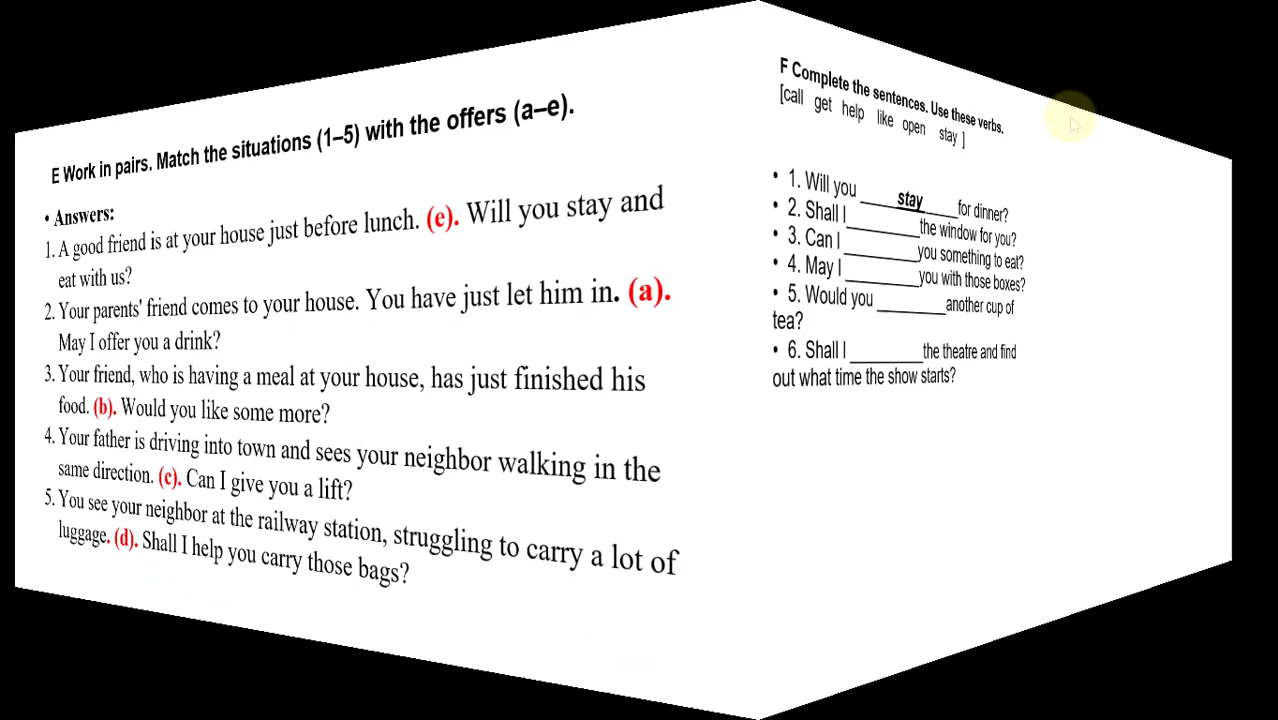 E Work in pairs. Match the situations (1–5) with the offers (a–e).
• Answers:
1. A good friend is at your house just before lunch. (e). Will you stay and
eat with us?
2. Your parents' friend comes to your house. You have just let him in. (a).
May I offer you a drink?
3. Your friend, who is having a meal at your house, has just finished his
food. (b). Would you like some more?
4. Your father is driving into town and sees your neighbor walking in the
same direction. (c). Can I give you a lift?
5. You see your neighbor at the railway station, struggling to carry a lot of
luggage. (d). Shall I help you carry those bags?
F Complete the sentences. Use these verbs.
[call get help like open stay ]
• 1. Will you _____stay_____for dinner?
• 2. Shall I__________the window for you?
• 3. Can I __________you something to eat?
• 4. May I __________you with those boxes?
• 5. Would you __________another cup of
tea?
• 6. Shall I __________the theatre and find
out what time the show starts?